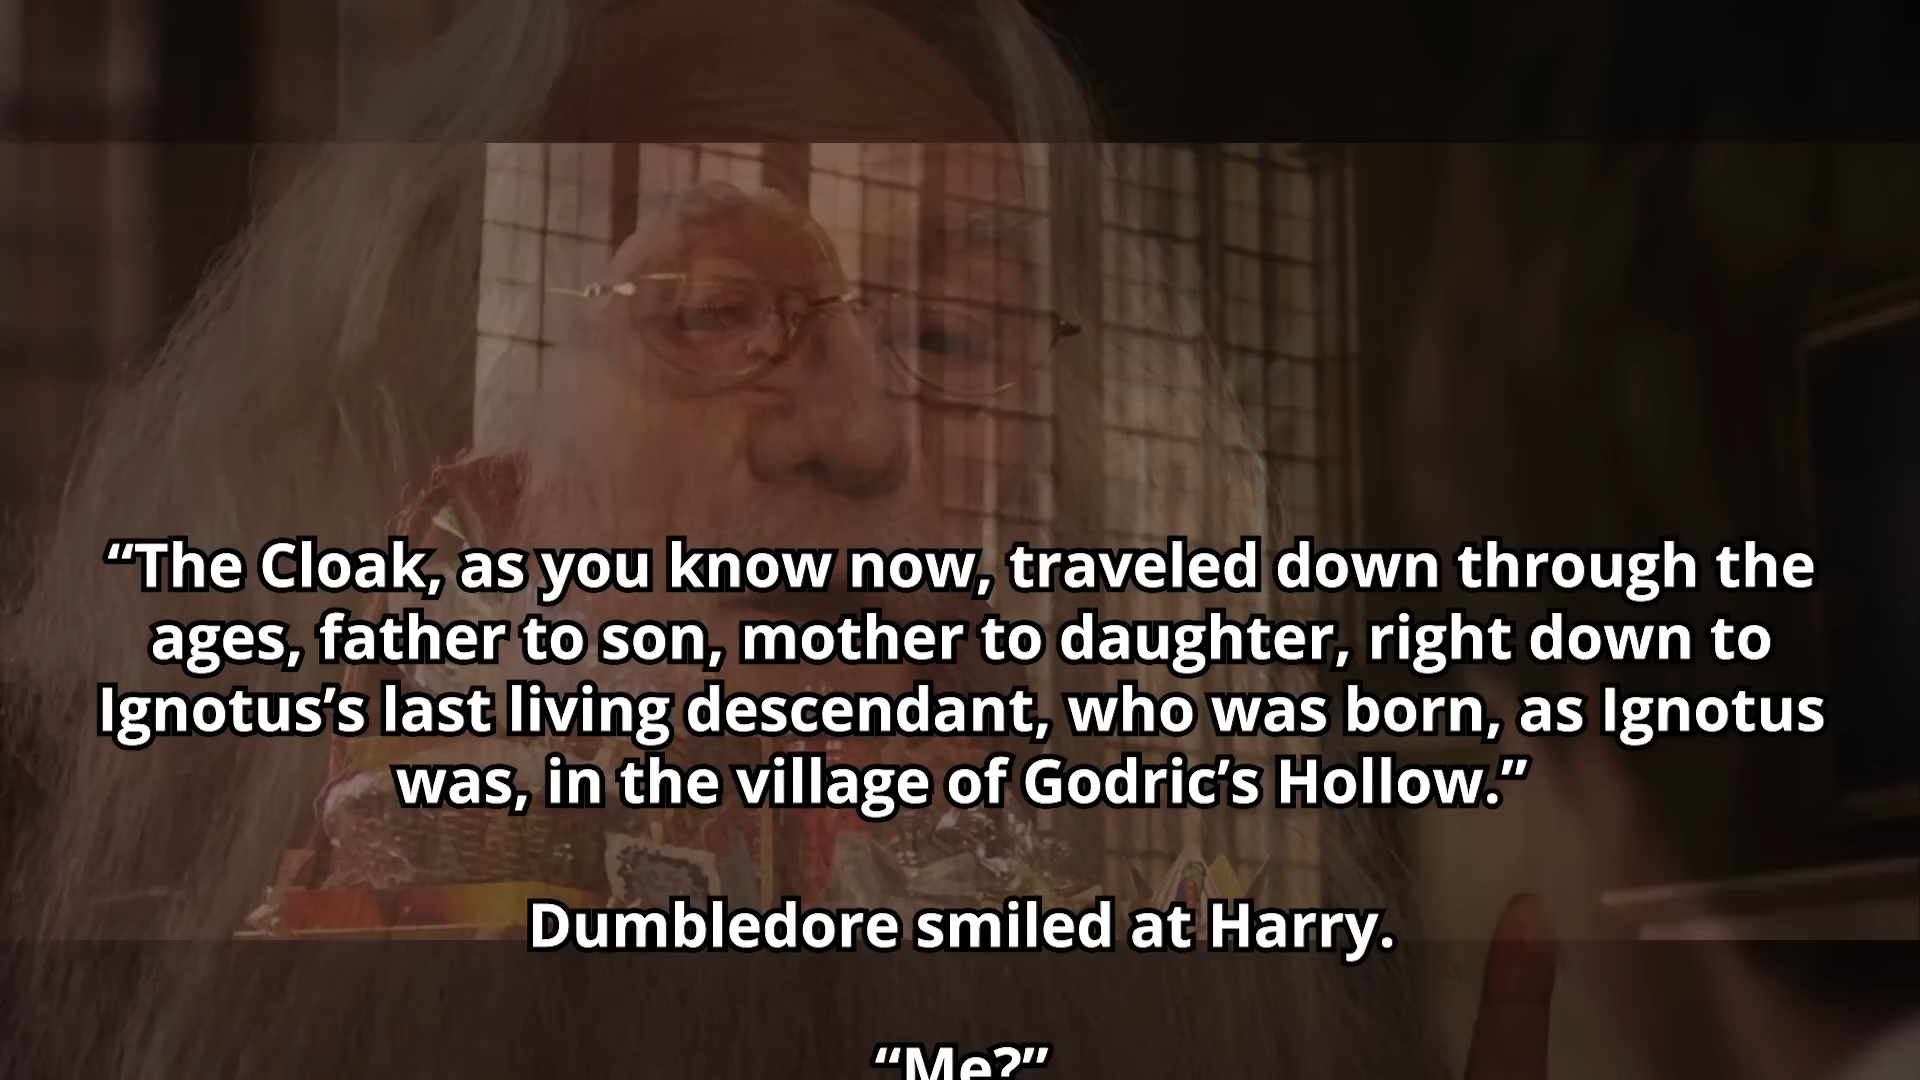 “The Cloak, as you know now, traveled down through the
ages, father to son, mother to daughter, right down to
Ignotus’s last living descendant, who was born, as Ignotus
was, in the village of Godric’s Hollow.”
Dumbledore smiled at Harry.
“Me?”